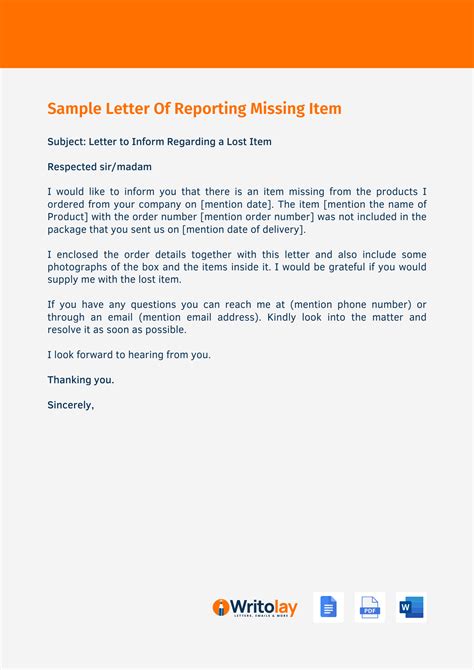 Sample Letter Of Reporting Missing Item
Subject: Letter to Inform Regarding a Lost Item
Respected sir/madam
I would like to inform you that there is an item missing from the products I
ordered from your company on [mention date]. The item [mention the name of
Product] with the order number [mention order number] was not included in the
package that you sent us on [mention date of delivery].
I enclosed the order details together with this letter and also include some
photographs of the box and the items inside it. I would be grateful if you would
supply me with the lost item.
If you have any questions you can reach me at (mention phone number) or
through an email (mention email address). Kindly look into the matter and
resolve it as soon as possible.
I look forward to hearing from you.
Thanking you.
Sincerely,
Writolay
LETTERS, EMAILS & MORE
PDF
W